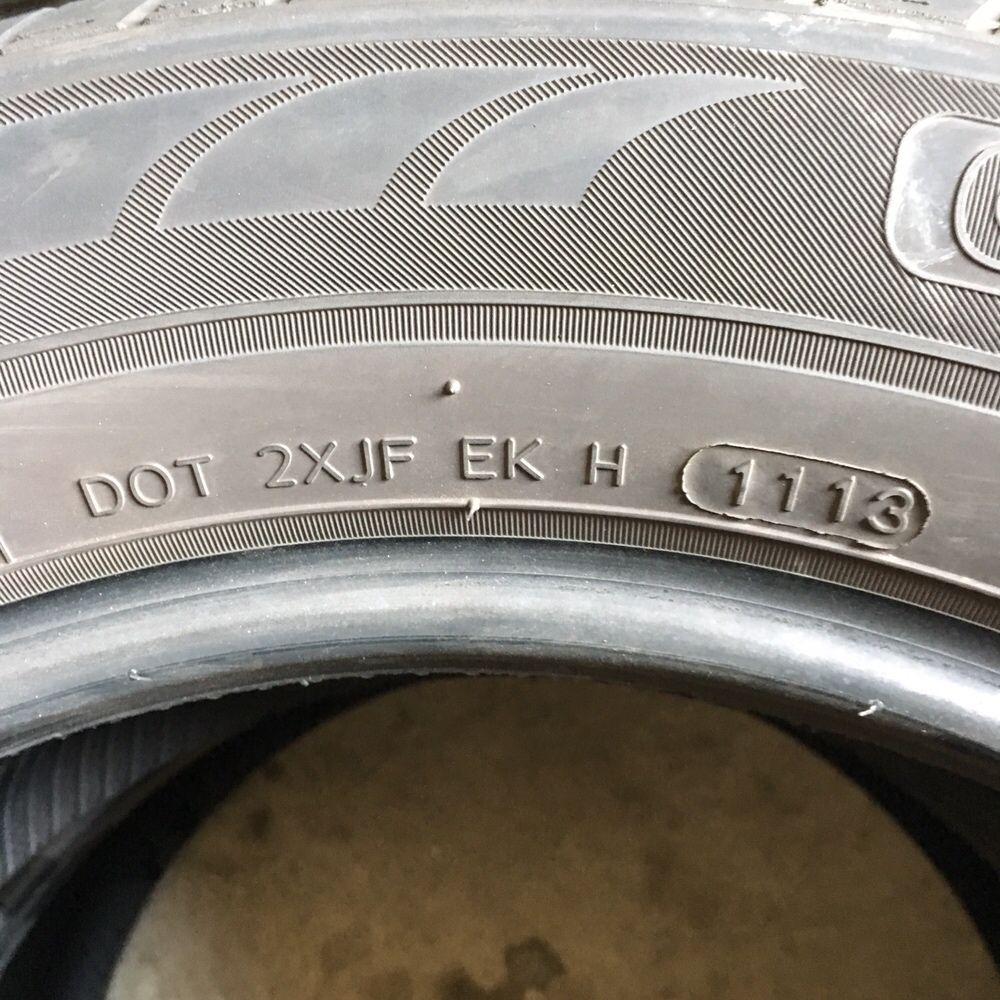 DOT 2XJF EK H 1113